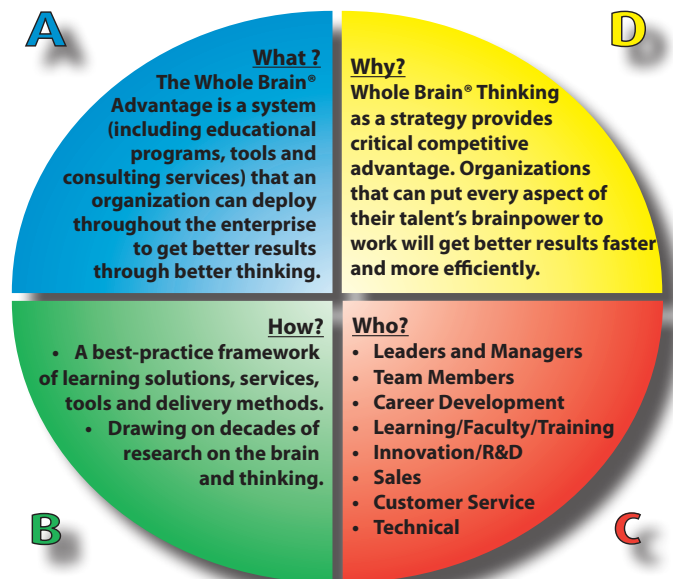 A
What ?
The Whole Brain®
Advantage is a system
(including educational
programs, tools and
consulting services) that an
organization can deploy
throughout the enterprise
to get better results
through better thinking.
D
Why?
Whole Brain® Thinking
as a strategy provides
critical competitive
advantage. Organizations
that can put every aspect of
their talent's brainpower to
work will get better results faster
and more efficiently.
How?
• A best-practice framework
of learning solutions, services,
tools and delivery methods.
• Drawing on decades of
research on the brain
and thinking.
B
Who?
• Leaders and Managers
• Team Members
• Career Development
• Learning/Faculty/Training
• Innovation/R&D
• Sales
• Customer Service
• Technical
C